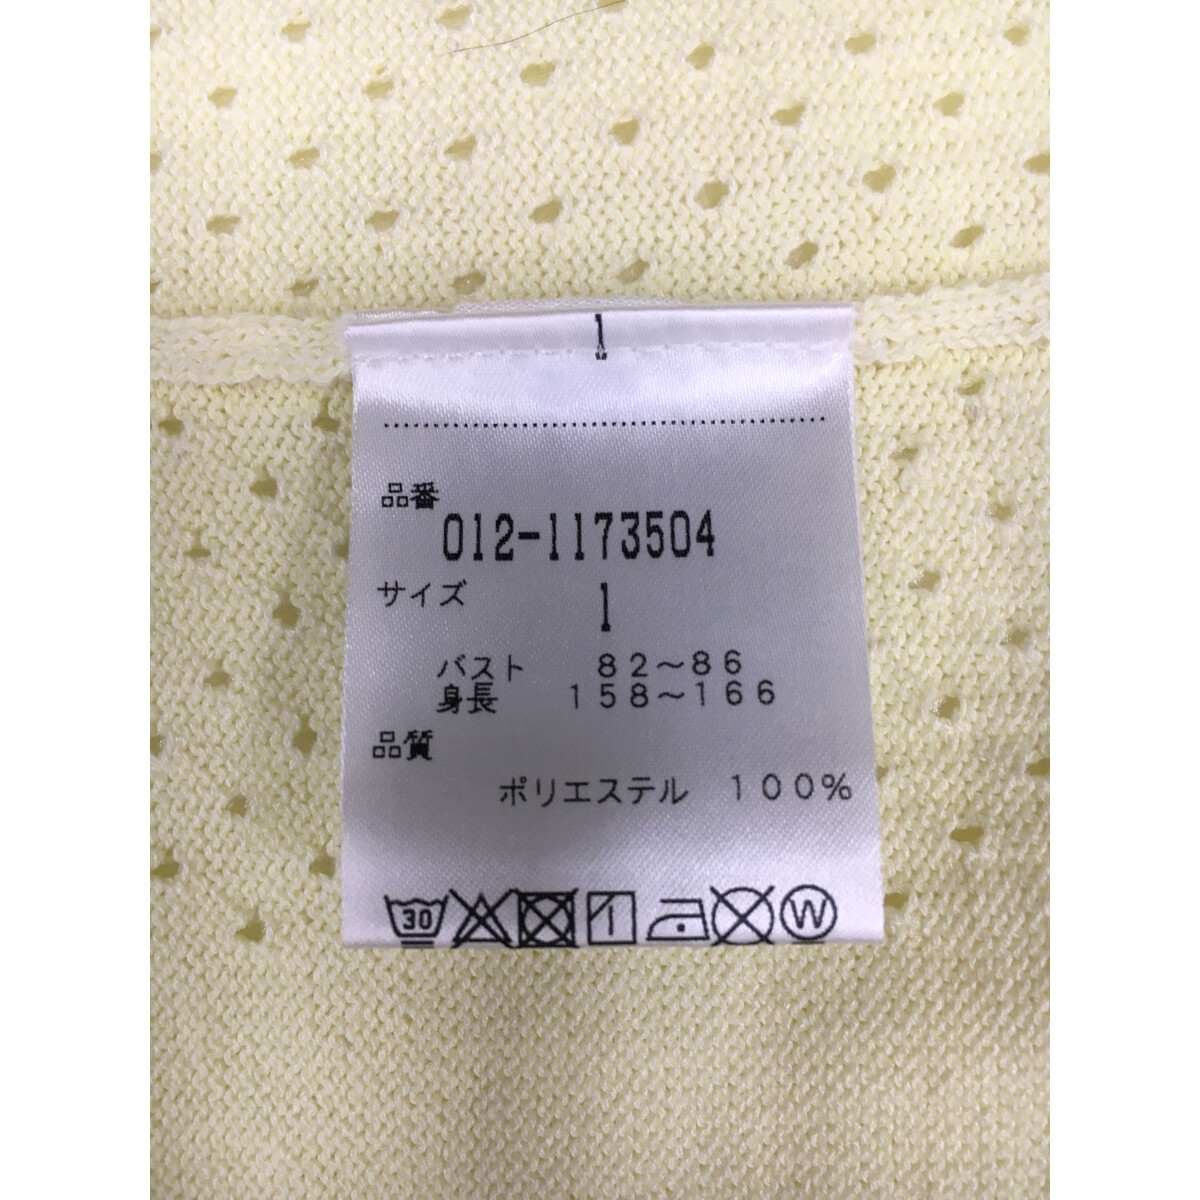 1
品番
012-1173504
サイズ
1
バスト 82～86
身長 158～166
品質
ポリエステル 100%
30 W